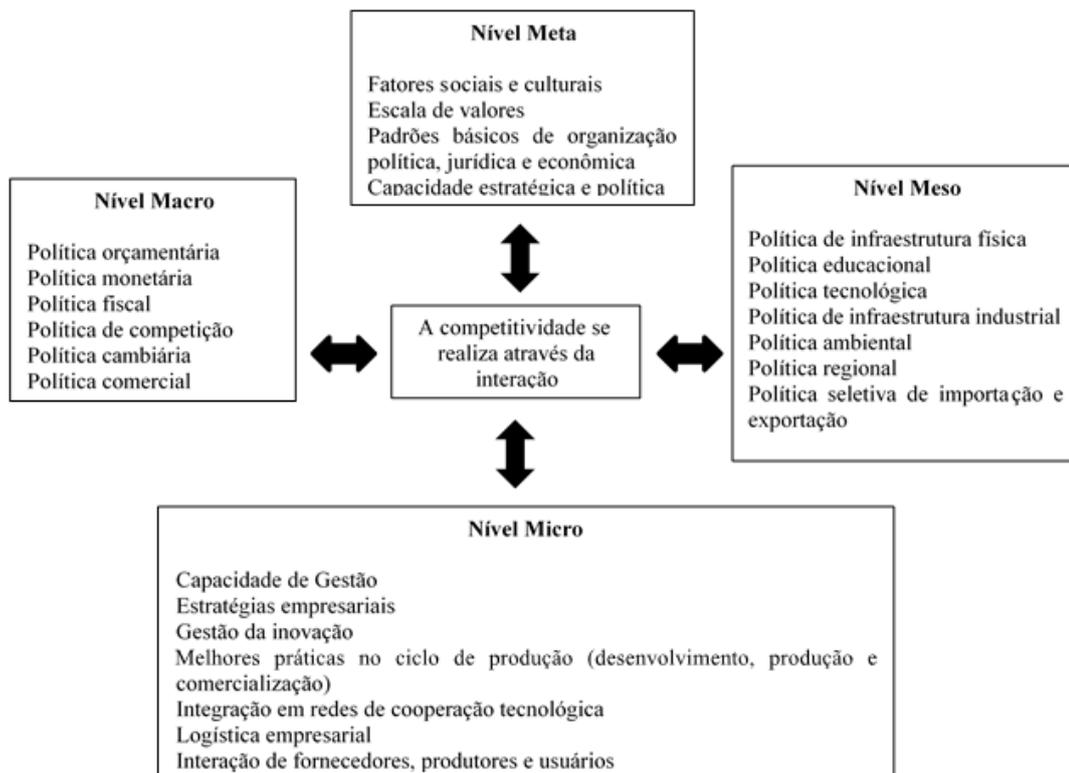 Nível Meta
Fatores sociais e culturais
Escala de valores
Padrões básicos de organização
política, jurídica e econômica
Capacidade estratégica e política
Nível Macro
Política orçamentária
Política monetária
Política fiscal
Política de competição
Política cambiária
Política comercial
A competitividade se
realiza através da
interação
Nível Meso
Política de infraestrutura física
Política educacional
Política tecnológica
Política de infraestrutura industrial
Política ambiental
Política regional
Política seletiva de importação e
exportação
Nível Micro
Capacidade de Gestão
Estratégias empresariais
Gestão da inovação
Melhores práticas no ciclo de produção (desenvolvimento, produção e
comercialização)
Integração em redes de cooperação tecnológica
Logística empresarial
Interação de fornecedores, produtores e usuários